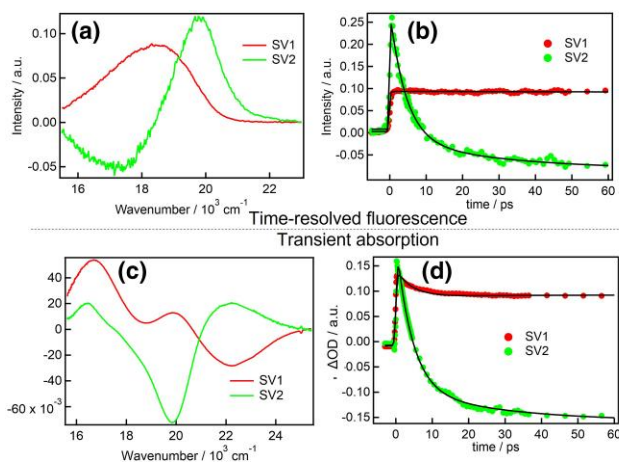 (a)
SV1
SV2
Intensity / a.u.
0.10
0.05
0.00
-0.05
16
18
20
22
Wavenumber / 10³ cm⁻¹
(b)
SV1
SV2
Intensity / a.u.
0.25
0.20
0.15
0.10
0.05
0.00
-0.05
0
10
20
30
40
50
60
time / ps
Time-resolved fluorescence
Transient absorption
(c)
SV1
SV2
40
20
0
-20
-40
-60 x 10⁻³
16
18
20
22
24
Wavenumber / 10³ cm⁻¹
(d)
SV1
SV2
, ΔOD / a.u.
0.15
0.10
0.05
0.00
-0.05
-0.10
-0.15
0
10
20
30
40
50
60
time / ps